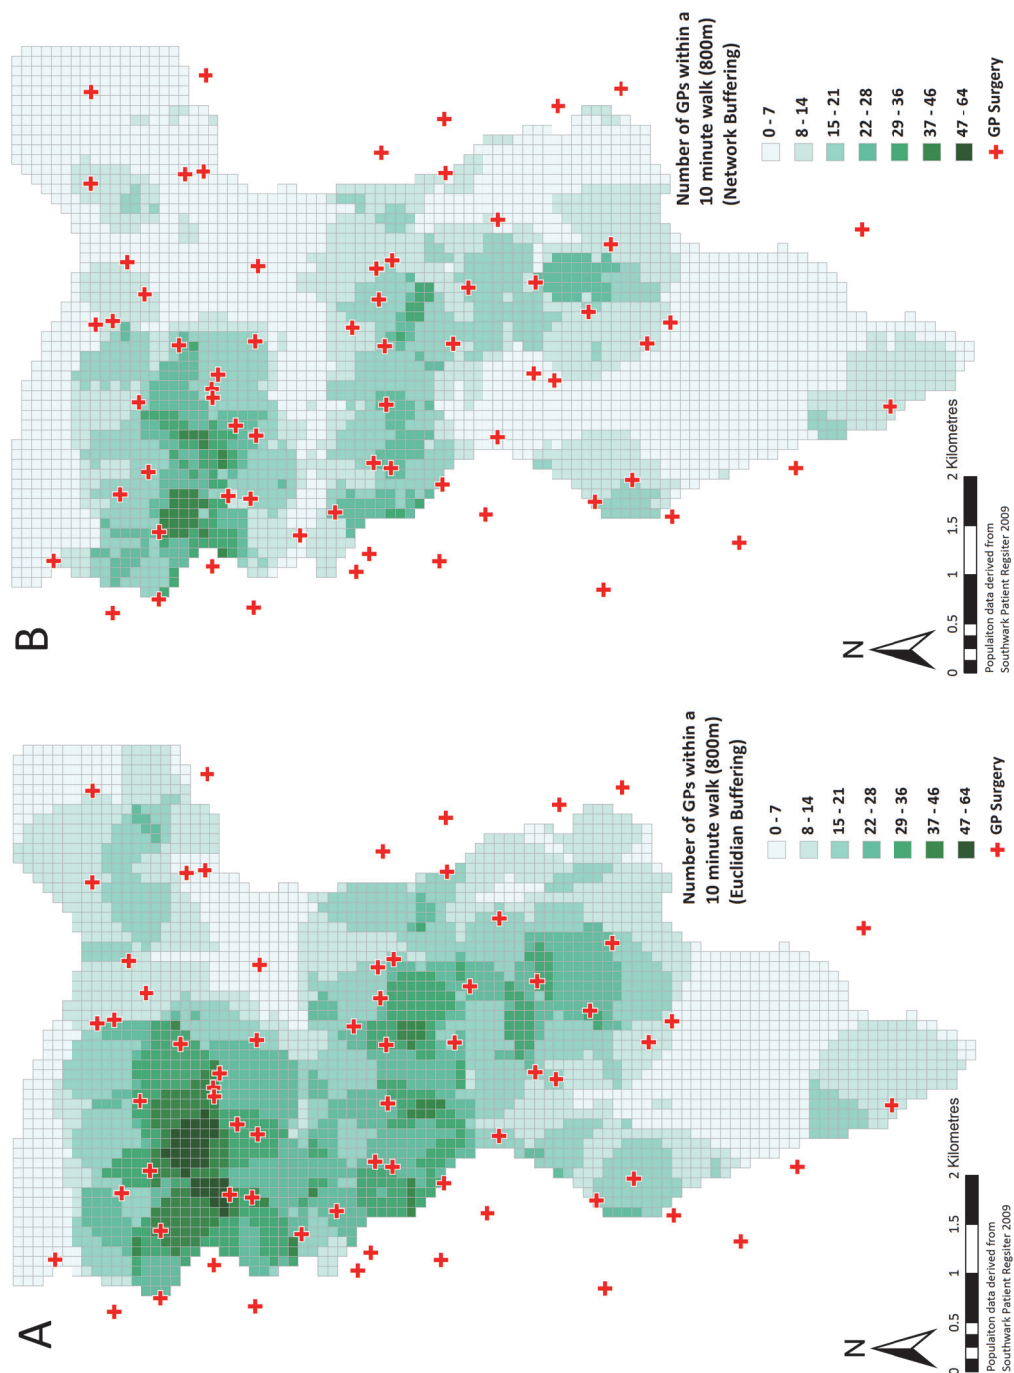 A
Number of GPs within a
10 minute walk (800m)
(Euclidian Buffering)
0 - 7
8 - 14
15 - 21
22 - 28
29 - 36
37 - 46
47 - 64
GP Surgery
N
0 0.5 1 1.5 2 Kilometres
Populaiton data derived from
Southwark Patient Regsiter 2009
B
Number of GPs within a
10 minute walk (800m)
(Network Buffering)
0 - 7
8 - 14
15 - 21
22 - 28
29 - 36
37 - 46
47 - 64
GP Surgery
N
0 0.5 1 1.5 2 Kilometres
Populaiton data derived from
Southwark Patient Regsiter 2009